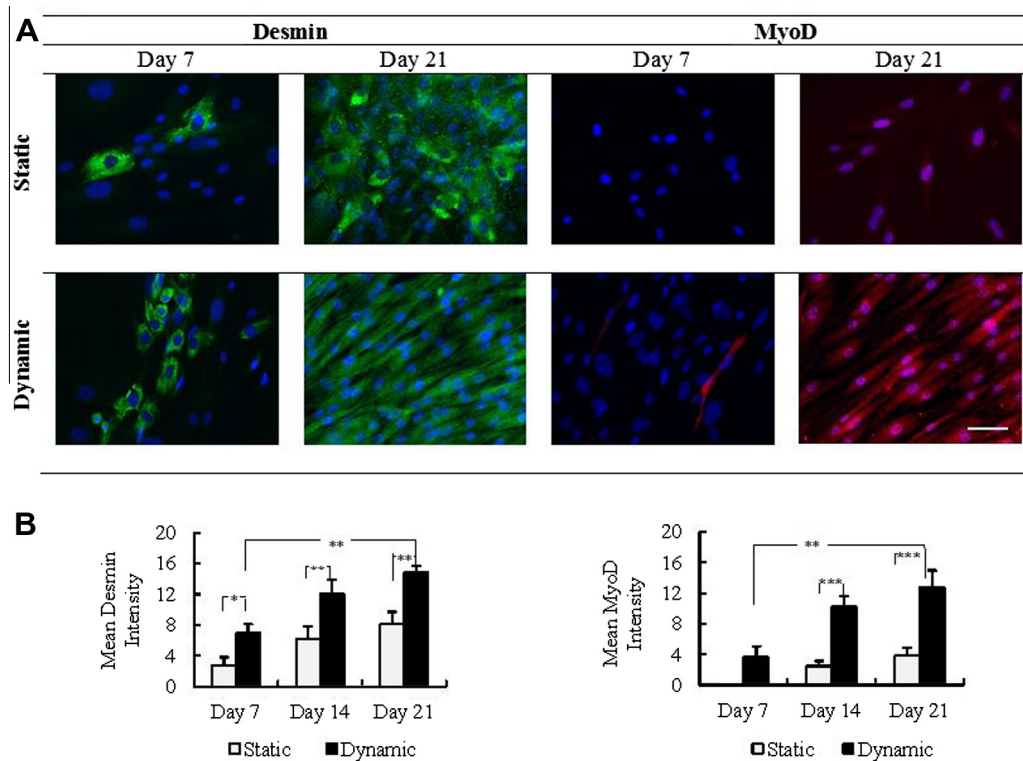 A
Desmin MyoD
Day 7 Day 21 Day 7 Day 21
Static
Dynamic
B
Mean Desmin
Intensity
20
16
12
8
4
0
*
**
**
**
Day 7 Day 14 Day 21
Static Dynamic
Mean MyoD
Intensity
20
16
12
8
4
0
**
***
***
Day 7 Day 14 Day 21
Static Dynamic